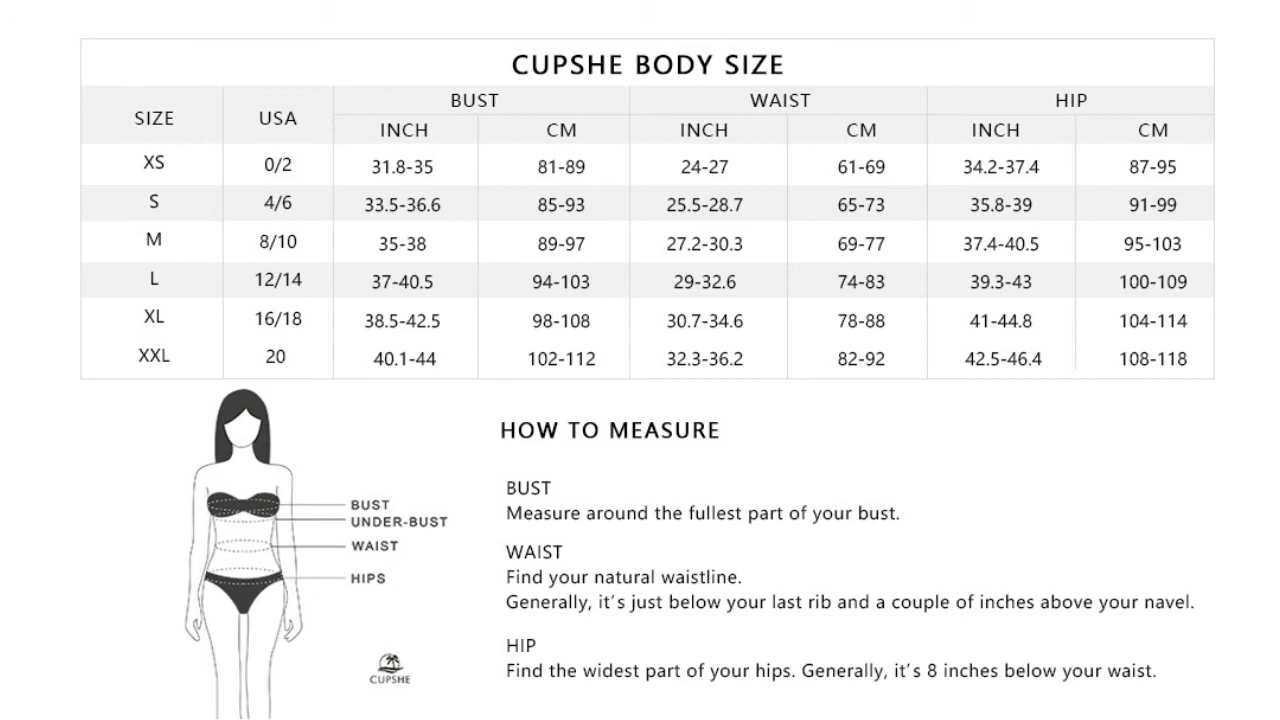 CUPSHE BODY SIZE
SIZE USA BUST WAIST HIP
INCH CM INCH CM INCH CM
XS 0/2 31.8-35 81-89 24-27 61-69 34.2-37.4 87-95
S 4/6 33.5-36.6 85-93 25.5-28.7 65-73 35.8-39 91-99
M 8/10 35-38 89-97 27.2-30.3 69-77 37.4-40.5 95-103
L 12/14 37-40.5 94-103 29-32.6 74-83 39.3-43 100-109
XL 16/18 38.5-42.5 98-108 30.7-34.6 78-88 41-44.8 104-114
XXL 20 40.1-44 102-112 32.3-36.2 82-92 42.5-46.4 108-118
BUST
UNDER-BUST
WAIST
HIPS
CUPSHE
HOW TO MEASURE
BUST
Measure around the fullest part of your bust.
WAIST
Find your natural waistline.
Generally, it's just below your last rib and a couple of inches above your navel.
HIP
Find the widest part of your hips. Generally, it's 8 inches below your waist.